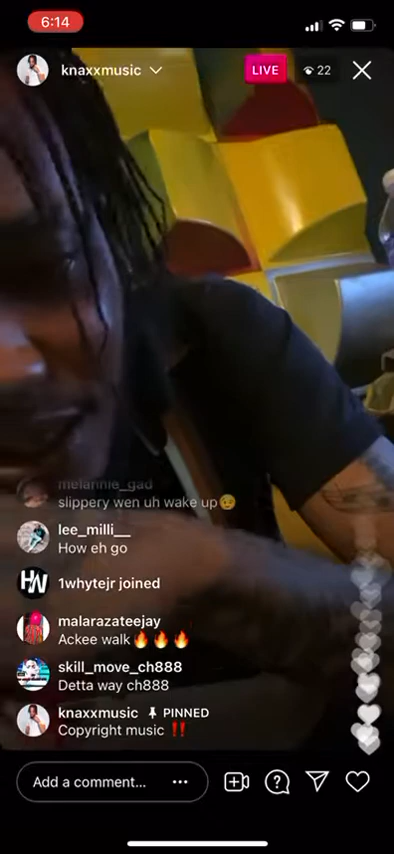 6:14
knaxxmusic
LIVE
22
melannie_gad
slippery wen uh wake up😥
lee_milli__
How eh go
HW
1whytejr joined
malarazateejay
Ackee walk🔥🔥🔥
skill_move_ch888
Detta way ch888
knaxxmusic 📌 PINNED
Copyright music ‼️
Add a comment... •••